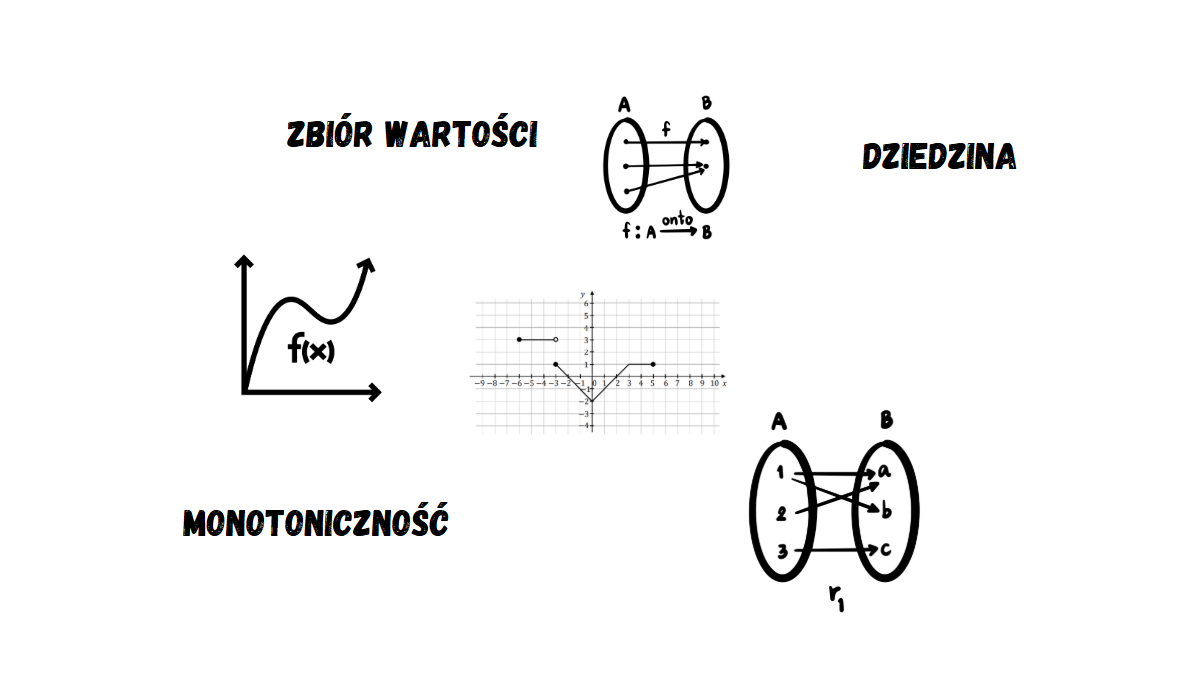 A B
ZBIÓR WARTOŚCI
f
DZIEDZINA
onto
f : A B
f(x)
y
6
5
4
3
2
1
-9 -8 -7 -6 -5 -4 -3 -2 -1 0 1 2 3 4 5 6 7 8 9 10 x
-1
-2
-3
-4
A B
1 a
2 b
3 c
MONOTONICZNOŚĆ
r1